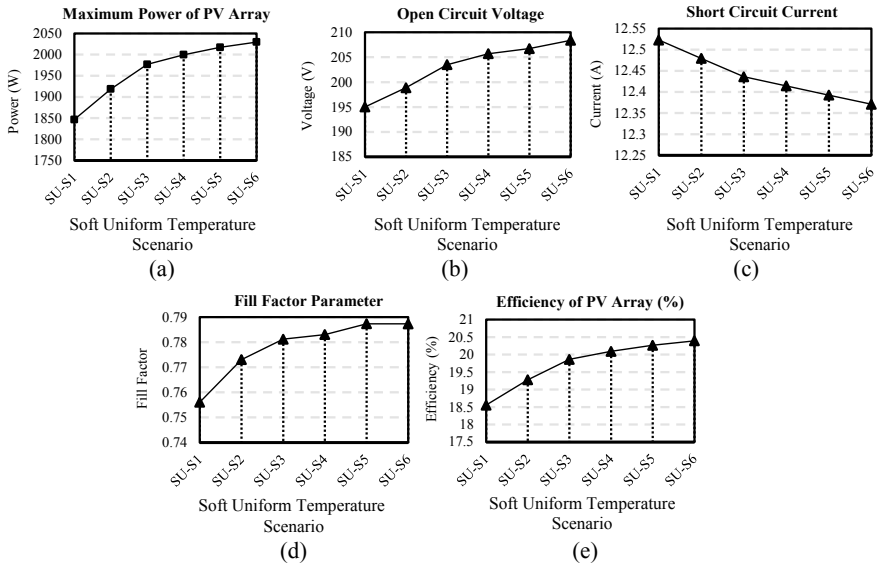 Maximum Power of PV Array
Power (W)
2050
2000
1950
1900
1850
1800
1750
SU-S1
SU-S2
SU-S3
SU-S4
SU-S5
SU-S6
Soft Uniform Temperature
Scenario
(a)
Open Circuit Voltage
Voltage (V)
210
205
200
195
190
185
SU-S1
SU-S2
SU-S3
SU-S4
SU-S5
SU-S6
Soft Uniform Temperature
Scenario
(b)
Short Circuit Current
Current (A)
12.55
12.5
12.45
12.4
12.35
12.3
12.25
SU-S1
SU-S2
SU-S3
SU-S4
SU-S5
SU-S6
Soft Uniform Temperature
Scenario
(c)
Fill Factor Parameter
Fill Factor
0.79
0.78
0.77
0.76
0.75
0.74
SU-S1
SU-S2
SU-S3
SU-S4
SU-S5
SU-S6
Soft Uniform Temperature
Scenario
(d)
Efficiency of PV Array (%)
Efficiency (%)
21
20.5
20
19.5
19
18.5
18
17.5
SU-S1
SU-S2
SU-S3
SU-S4
SU-S5
SU-S6
Soft Uniform Temperature
Scenario
(e)